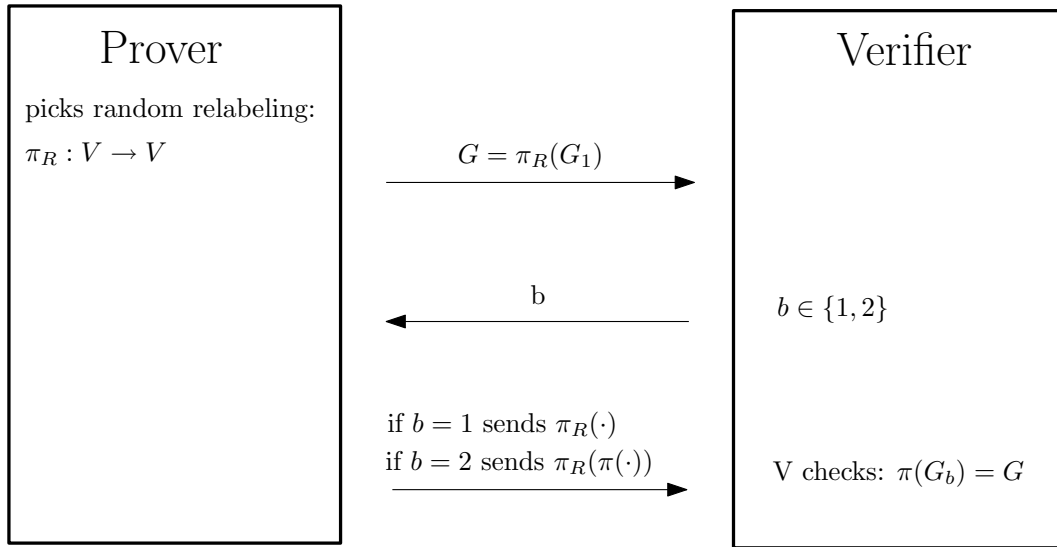 Prover
picks random relabeling:
π_R : V → V
G = π_R(G_1)
b
if b = 1 sends π_R(·)
if b = 2 sends π_R(π(·))
Verifier
b ∈ {1, 2}
V checks: π(G_b) = G